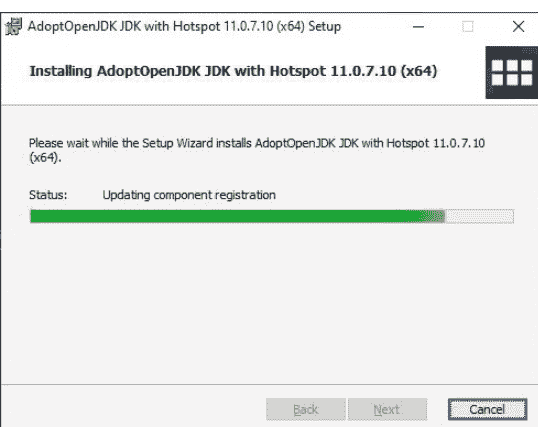 AdoptOpenJDK JDK with Hotspot 11.0.7.10 (x64) Setup
Installing AdoptOpenJDK JDK with Hotspot 11.0.7.10 (x64)
Please wait while the Setup Wizard installs AdoptOpenJDK JDK with Hotspot 11.0.7.10
(x64).
Status: Updating component registration
Back Next Cancel